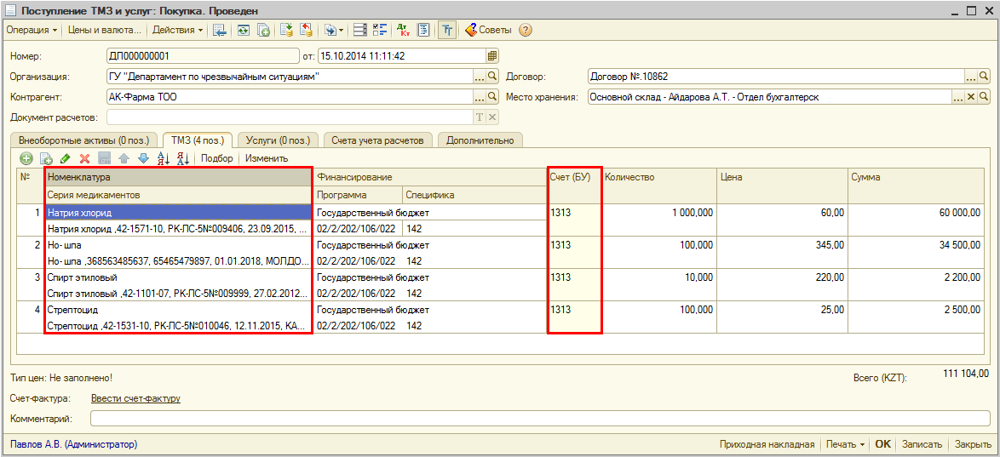 Поступление ТМЗ и услуг: Покупка. Проведен
Операция Цены и валюта... Действия Советы
Номер: ДП000000001 от: 15.10.2014 11:11:42
Организация: ГУ "Департамент по чрезвычайным ситуациям" ... Договор: Договор №.10862 ...
Контрагент: АК-Фарма ТОО ... Место хранения: Основной склад - Айдарова А.Т. - Отдел бухгалтерск ...
Документ расчетов:
Внеоборотные активы (0 поз.) ТМЗ (4 поз.) Услуги (0 поз.) Счета учета расчетов Дополнительно
Подбор Изменить
№ Номенклатура Финансирование Счет (БУ) Количество Цена Сумма
Серия медикаментов Программа Специфика
1 Натрия хлорид Государственный бюджет 1313 1 000,000 60,00 60 000,00
Натрия хлорид ,42-1571-10, РК-ЛС-5№009406, 23.09.2015, ... 02/2/202/106/022 142
2 Но- шпа Государственный бюджет 1313 100,000 345,00 34 500,00
Но- шпа ,368563485637, 65465479897, 01.01.2018, МОЛДО... 02/2/202/106/022 142
3 Спирт этиловый Государственный бюджет 1313 10,000 220,00 2 200,00
Спирт этиловый ,42-1101-07, РК-ЛС-5№009999, 27.02.2012... 02/2/202/106/022 142
4 Стрептоцид Государственный бюджет 1313 100,000 25,00 2 500,00
Стрептоцид ,42-1531-10, РК-ЛС-5№010046, 12.11.2015, КА... 02/2/202/106/022 142
Тип цен: Не заполнено! Всего (KZT): 111 104,00
Счет-фактура: Ввести счет-фактуру
Комментарий:
Павлов А.В. (Администратор) Приходная накладная Печать OK Записать Закрыть